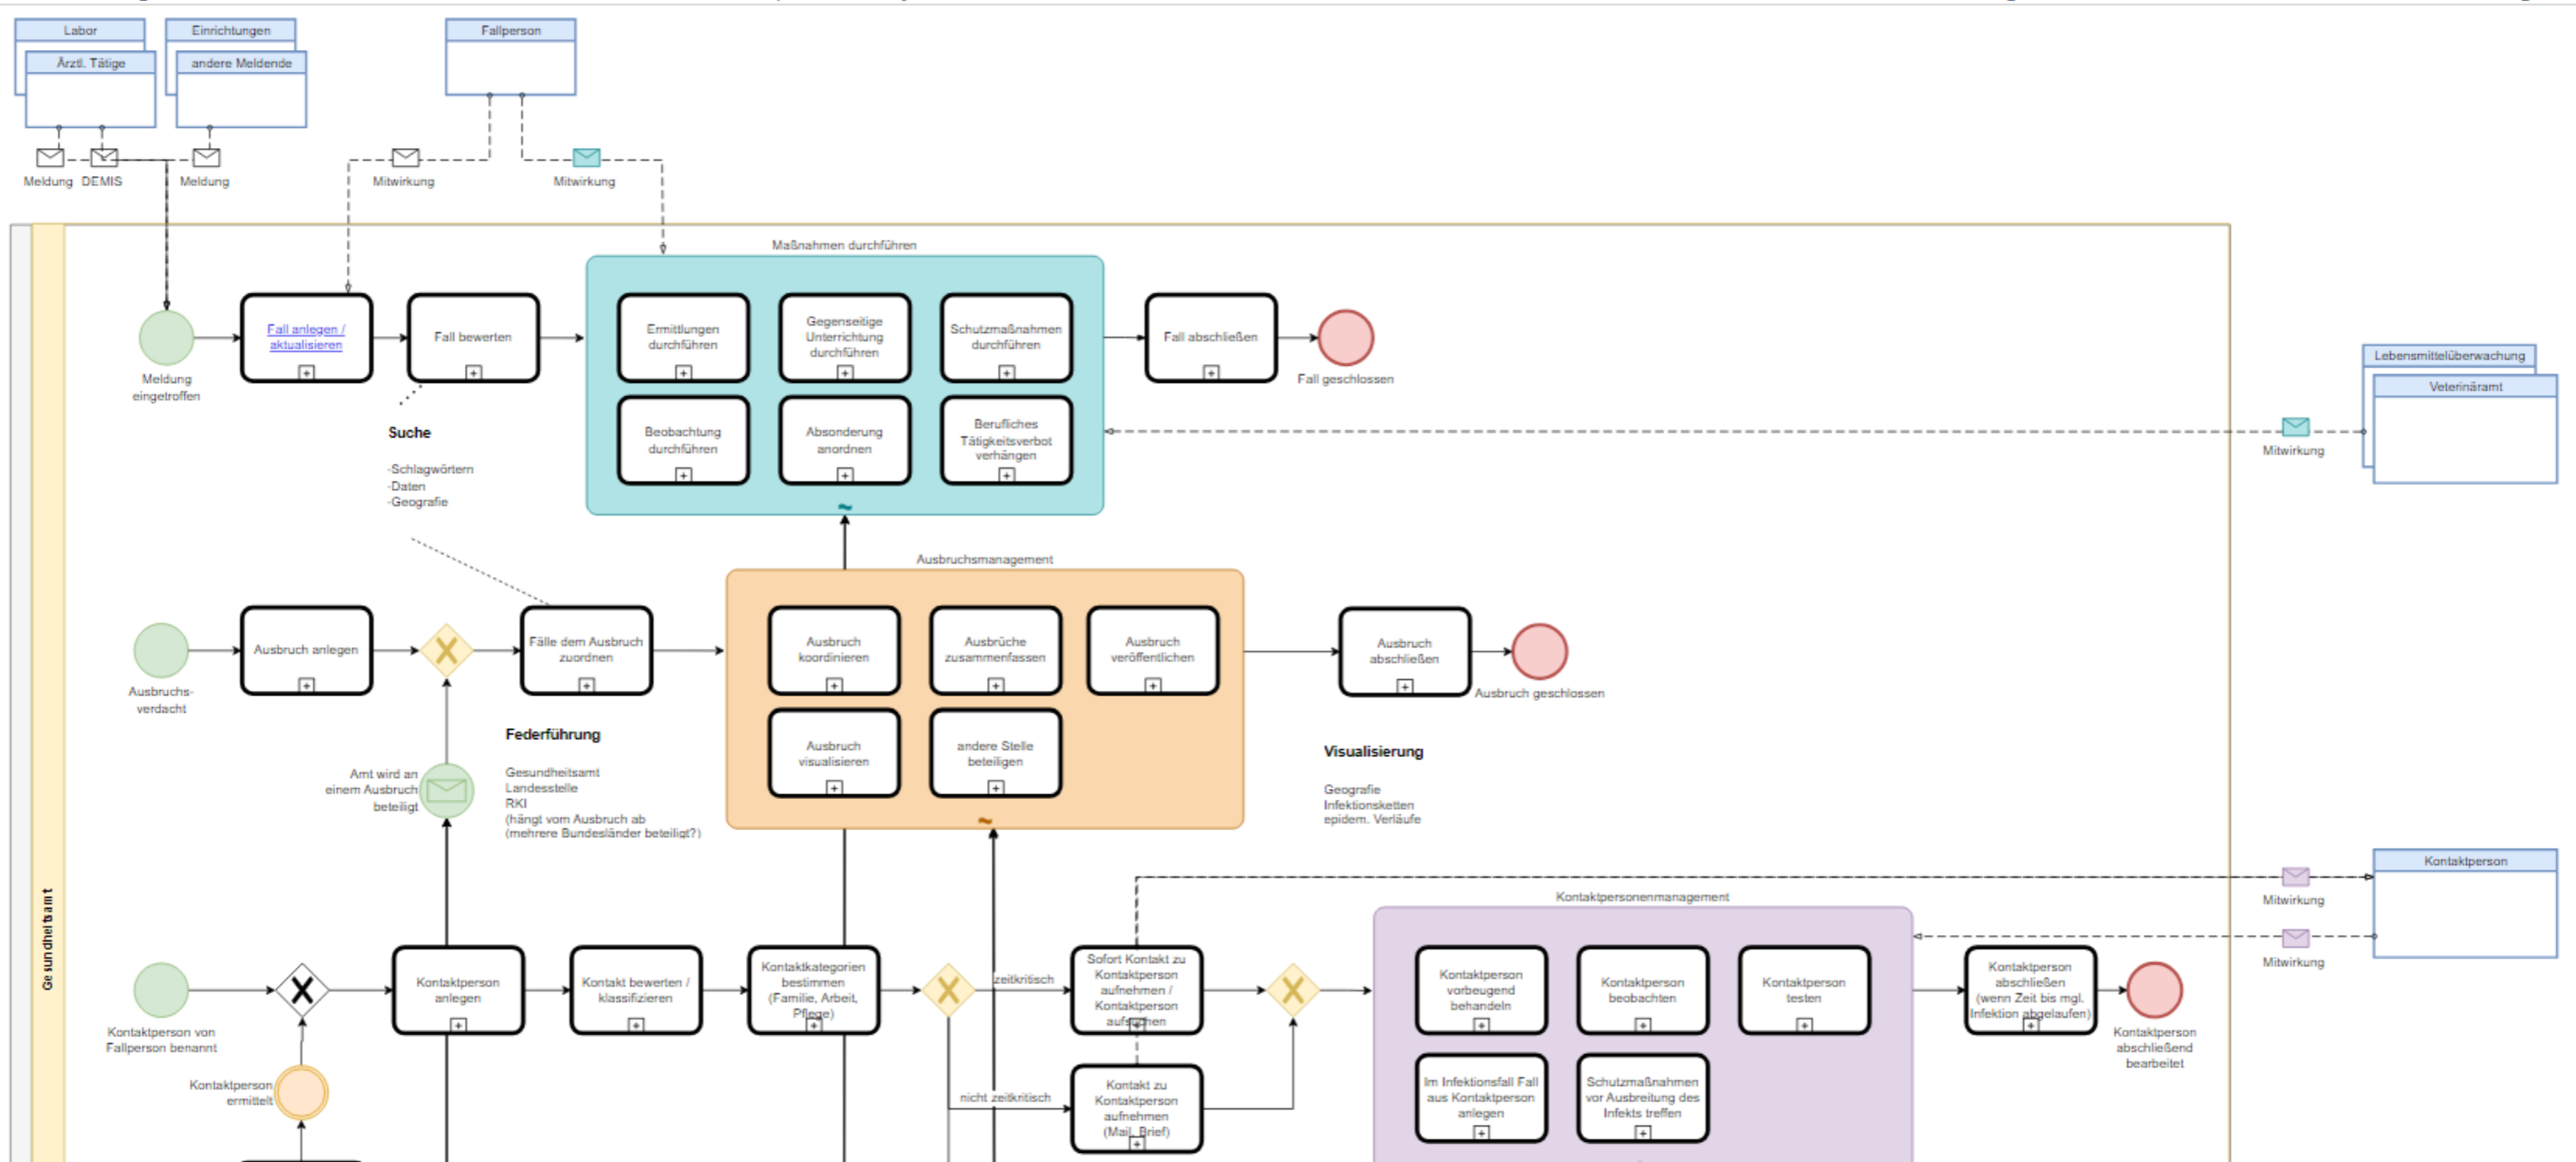 Labor
Ärztl. Tätige
Einrichtungen
andere Meldende
Fallperson
Meldung
DEMIS
Meldung
Mitwirkung
Mitwirkung
Gesundheitsamt
Maßnahmen durchführen
Meldung
eingetroffen
Fall anlegen /
aktualisieren
Fall bewerten
Ermittlungen
durchführen
Gegenseitige
Unterrichtung
durchführen
Schutzmaßnahmen
durchführen
Beobachtung
durchführen
Absonderung
anordnen
Berufliches
Tätigkeitsverbot
verhängen
Fall abschließen
Fall geschlossen
Lebensmittelüberwachung
Veterinäramt
Mitwirkung
Suche
-Schlagwörtern
-Daten
-Geografie
Ausbruchsmanagement
Ausbruchs-
verdacht
Ausbruch anlegen
Fälle dem Ausbruch
zuordnen
Ausbruch
koordinieren
Ausbrüche
zusammenfassen
Ausbruch
veröffentlichen
Ausbruch
visualisieren
andere Stelle
beteiligen
Ausbruch
abschließen
Ausbruch geschlossen
Amt wird an
einem Ausbruch
beteiligt
Federführung
Gesundheitsamt
Landesstelle
RKI
(hängt vom Ausbruch ab
(mehrere Bundesländer beteiligt?)
Visualisierung
Geografie
Infektionsketten
epidem. Verläufe
Kontaktperson
Mitwirkung
Mitwirkung
Kontaktpersonenmanagement
Kontaktperson von
Fallperson benannt
Kontaktperson
ermittelt
Kontaktperson
anlegen
Kontakt bewerten /
klassifizieren
Kontaktkategorien
bestimmen
(Familie, Arbeit,
Pflege)
zeitkritisch
nicht zeitkritisch
Sofort Kontakt zu
Kontaktperson
aufnehmen /
Kontaktperson
aufsuchen
Kontakt zu
Kontaktperson
aufnehmen
(Mail, Brief)
Kontaktperson
vorbeugend
behandeln
Kontaktperson
beobachten
Kontaktperson
testen
Im Infektionsfall Fall
aus Kontaktperson
anlegen
Schutzmaßnahmen
vor Ausbreitung des
Infekts treffen
Kontaktperson
abschließen
(wenn Zeit bis mgl.
Infektion abgelaufen)
Kontaktperson
abschließend
bearbeitet